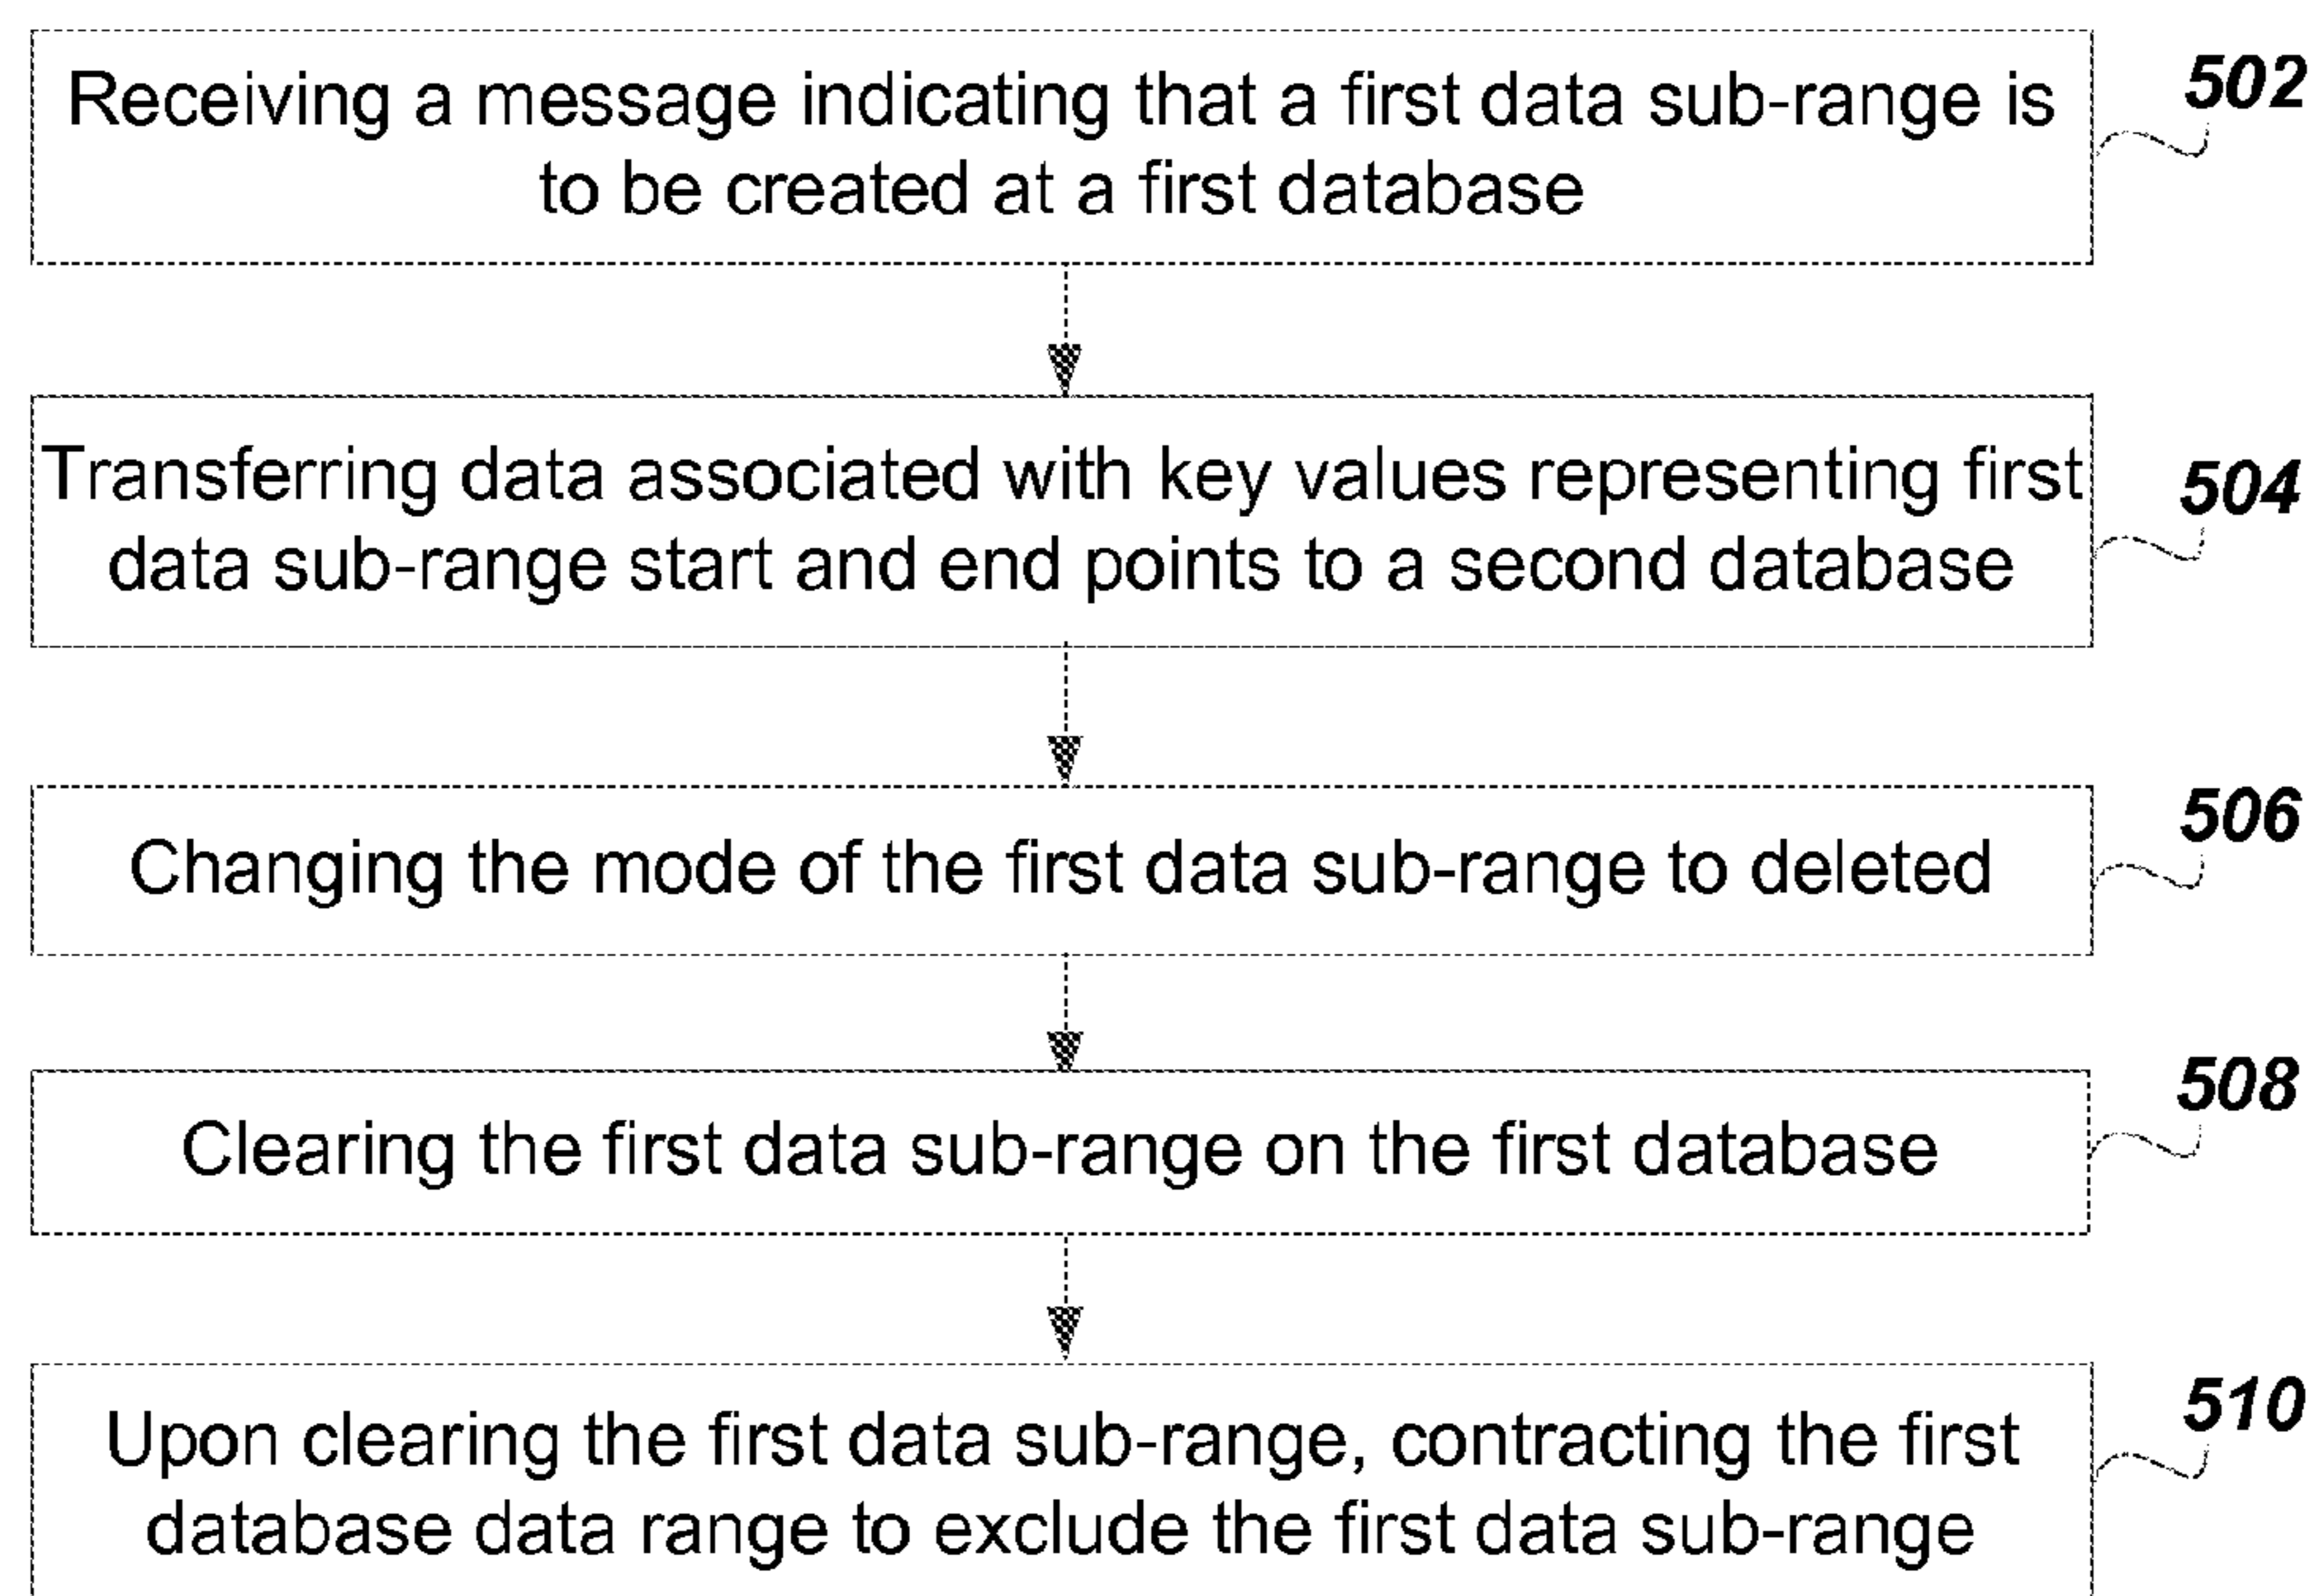 Receiving a message indicating that a first data sub-range is
to be created at a first database
502
Transferring data associated with key values representing first
data sub-range start and end points to a second database
504
Changing the mode of the first data sub-range to deleted
506
Clearing the first data sub-range on the first database
508
Upon clearing the first data sub-range, contracting the first
database data range to exclude the first data sub-range
510